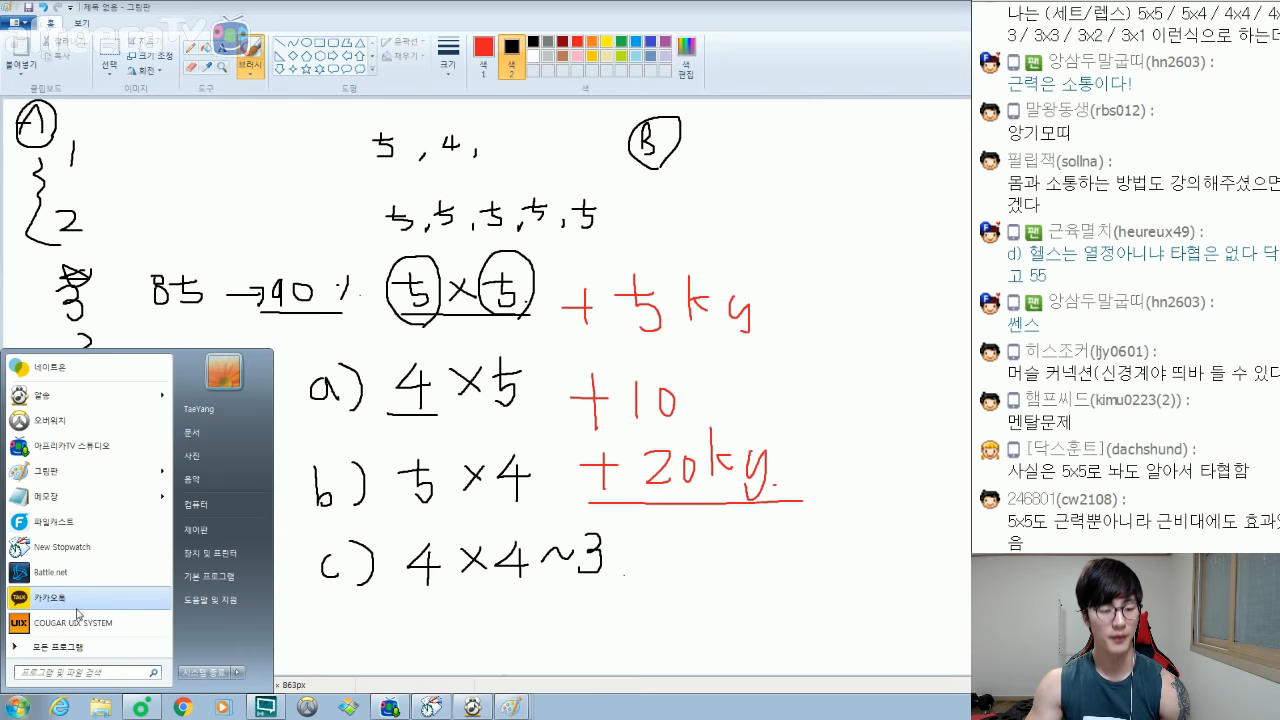 제목 없음 - 그림판
홈
보기
붙여넣기
잘라내기
복사
클립보드
선택
크기 조정
회전
이미지
도구
브러시
윤곽선
채우기
도형
크기
색 1
색 2
색 편집
색
A
1
2
3
2
5, 4,
B
5, 5, 5, 5, 5
85 → 90 %
5 x 5.
+5kg
a) 4 x 5
+10
b) 5 x 4
+20kg.
c) 4 x 4 ~ 3
네이트온
알송
오버워치
아프리카TV 스튜디오
그림판
메모장
파일캐스트
New Stopwatch
Battle.net
카카오톡
COUGAR UIX SYSTEM
모든 프로그램
프로그램 및 파일 검색
TaeYang
문서
사진
음악
컴퓨터
제어판
장치 및 프린터
기본 프로그램
도움말 및 지원
시스템 종료
× 863px
나는 (세트/렙스) 5x5 / 5x4 / 4x4 / 4x
3 / 3x3 / 3x2 / 3x1 이런식으로 하는데
팬 앙삼두말굽띠(hn2603) :
근력은 소통이다!
말왕동생(rbs012) :
앙기모띠
필립잭(sollna) :
몸과 소통하는 방법도 강의해주셨으면
겠다
팬 근육멸치(heureux49) :
d) 헬스는 열정아니냐 타협은 없다 닥
고 55
팬 앙삼두말굽띠(hn2603) :
쎈스
히스조커(ljy0601) :
머슬 커넥션(신경계야 띄바 들 수 있다
햄프씨드(kimu0223(2)) :
멘탈문제
[닥스훈트](dachshund) :
사실은 5x5로 놔도 알아서 타협함
246801(cw2108) :
5x5도 근력뿐아니라 근비대에도 효과
음